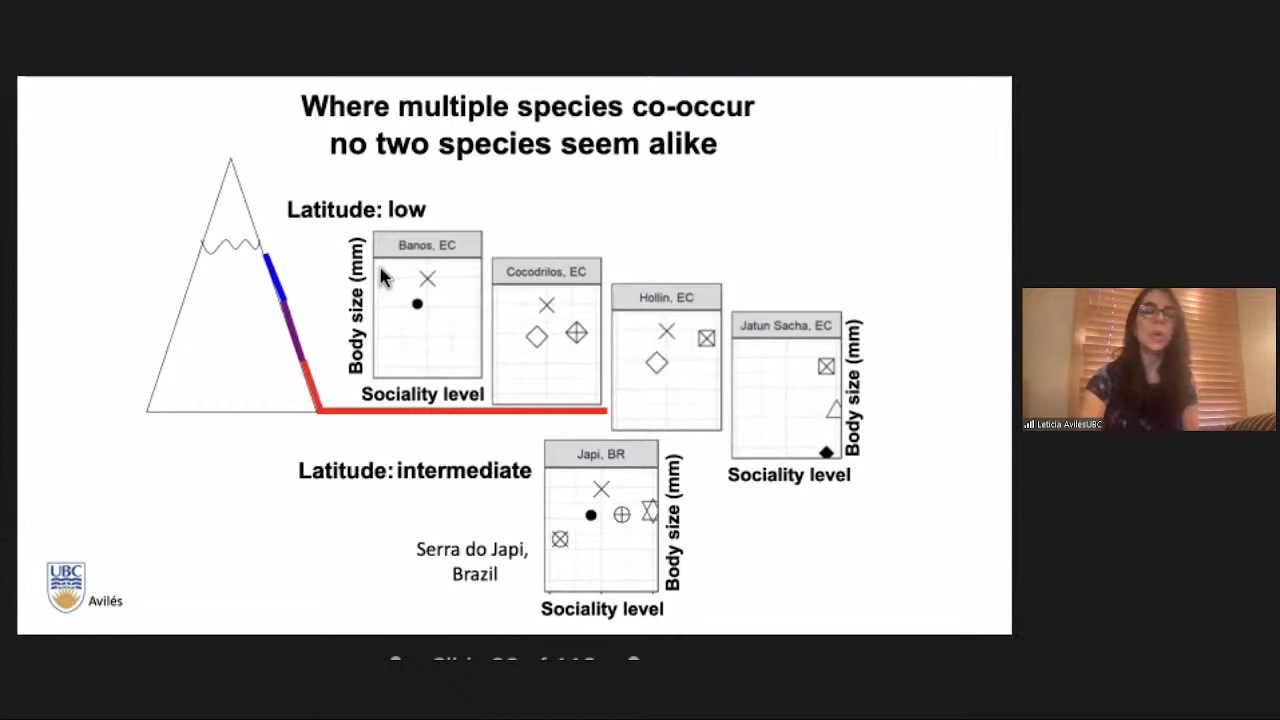 Where multiple species co-occur
no two species seem alike
Latitude: low
Body size (mm)
Banos, EC
Sociality level
Cocodrilos, EC
Hollin, EC
Jatun Sacha, EC
Body size (mm)
Sociality level
Latitude: intermediate
Japi, BR
Body size (mm)
Serra do Japi,
Brazil
Sociality level
UBC
Avilés
Leticia AvilesUBC